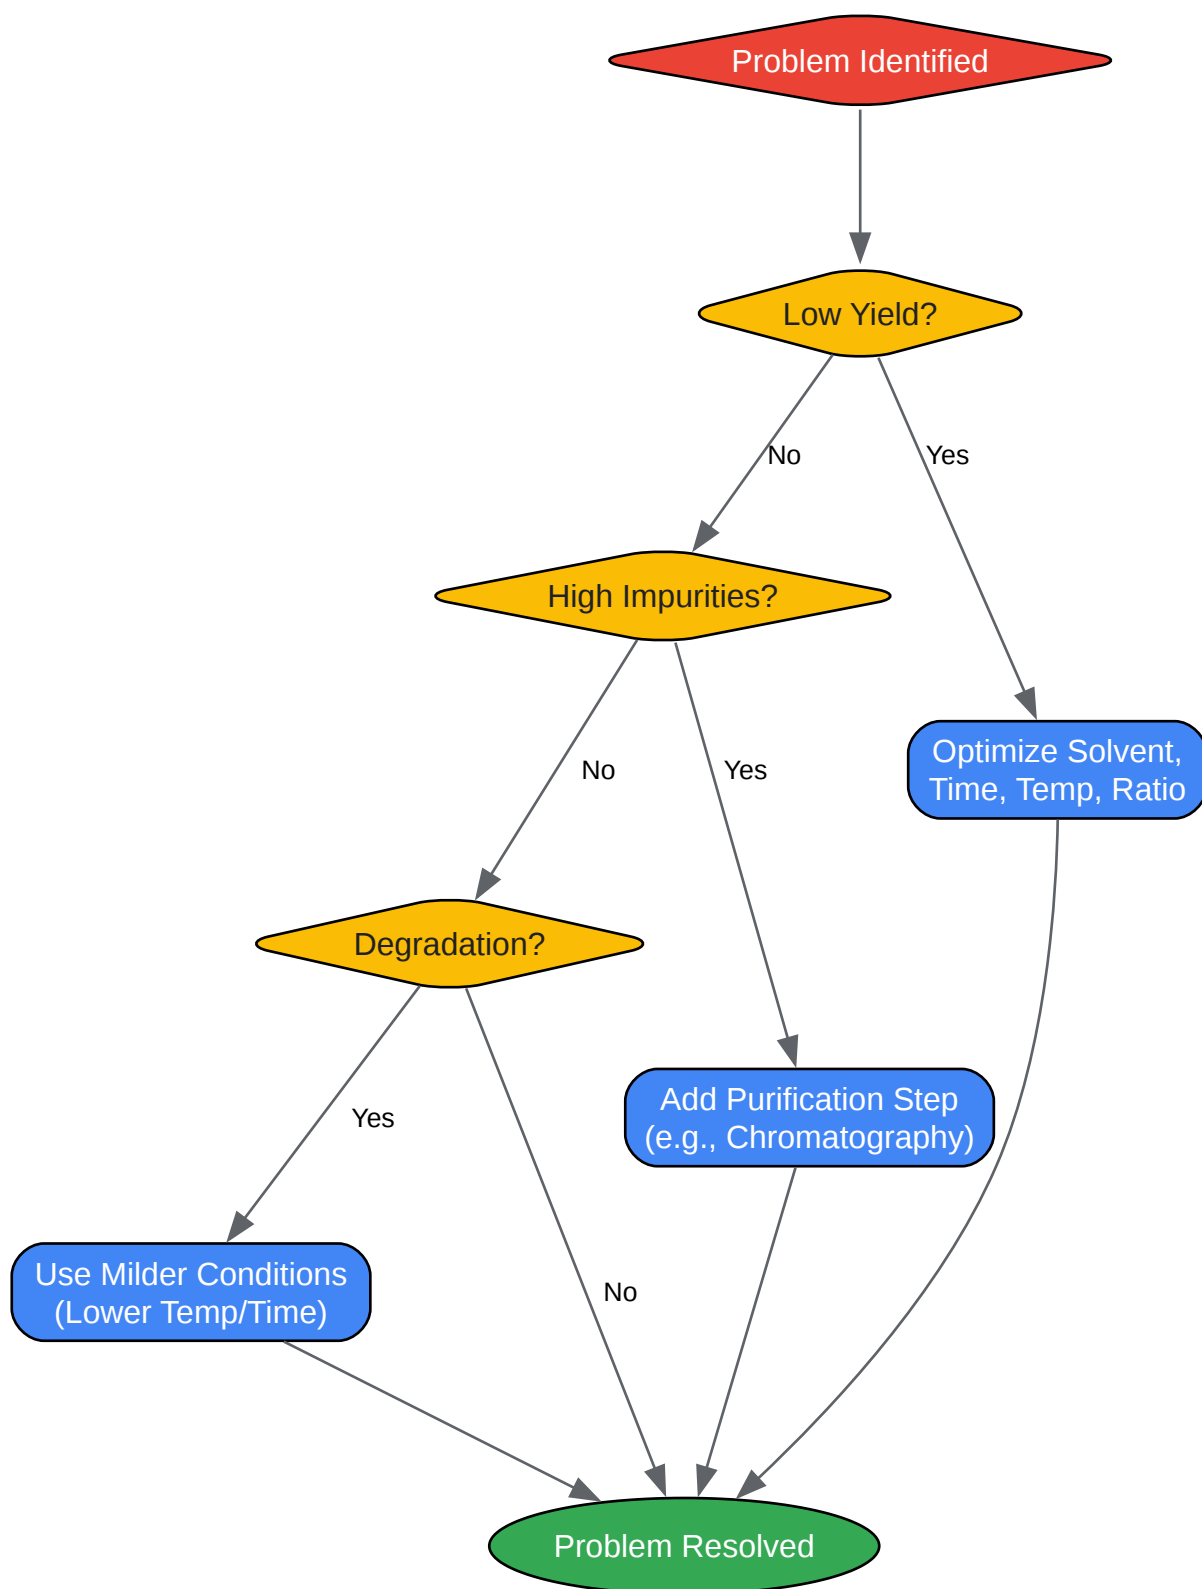 Problem Identified
Low Yield?
No
Yes
High Impurities?
Optimize Solvent,
Time, Temp, Ratio
No
Yes
Degradation?
Add Purification Step
(e.g., Chromatography)
Yes
Use Milder Conditions
(Lower Temp/Time)
No
Problem Resolved